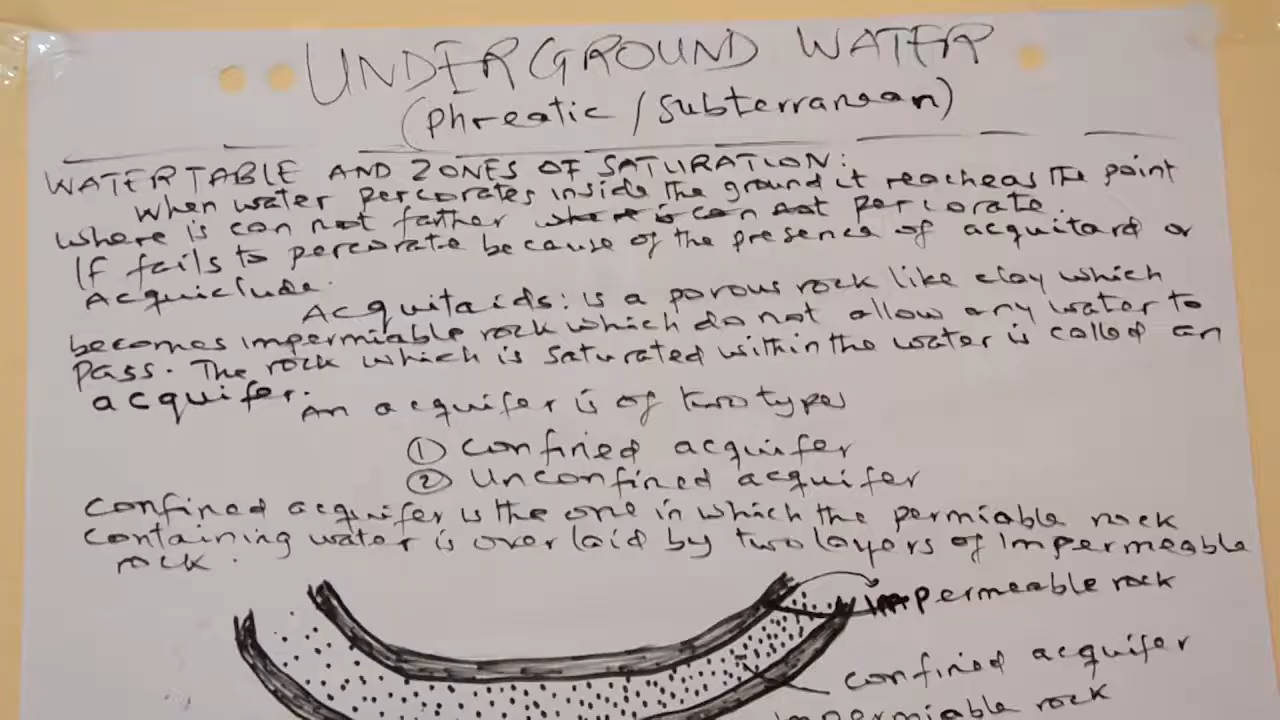 UNDERGROUND WATER
(Phreatic / Subterranean)
WATERTABLE AND ZONES OF SATURATION:
When water percorates inside the ground it reacheas the point
where is can not father where is can not percorate.
If fails to percorate because of the presence of acquitard or
Acquiclude.
Acquitaids: is a porous rock like clay which
becomes impermiable rock which do not allow any water to
pass. The rock which is saturated within the water is called an
acquifer.
An acquifer is of two types
① Confined acquifer
② Unconfined acquifer
Confined acquifer is the one in which the permiable rock
containing water is over laid by two layers of impermeable
rock.
impermeable rock
confined acquifer
impermeable rock